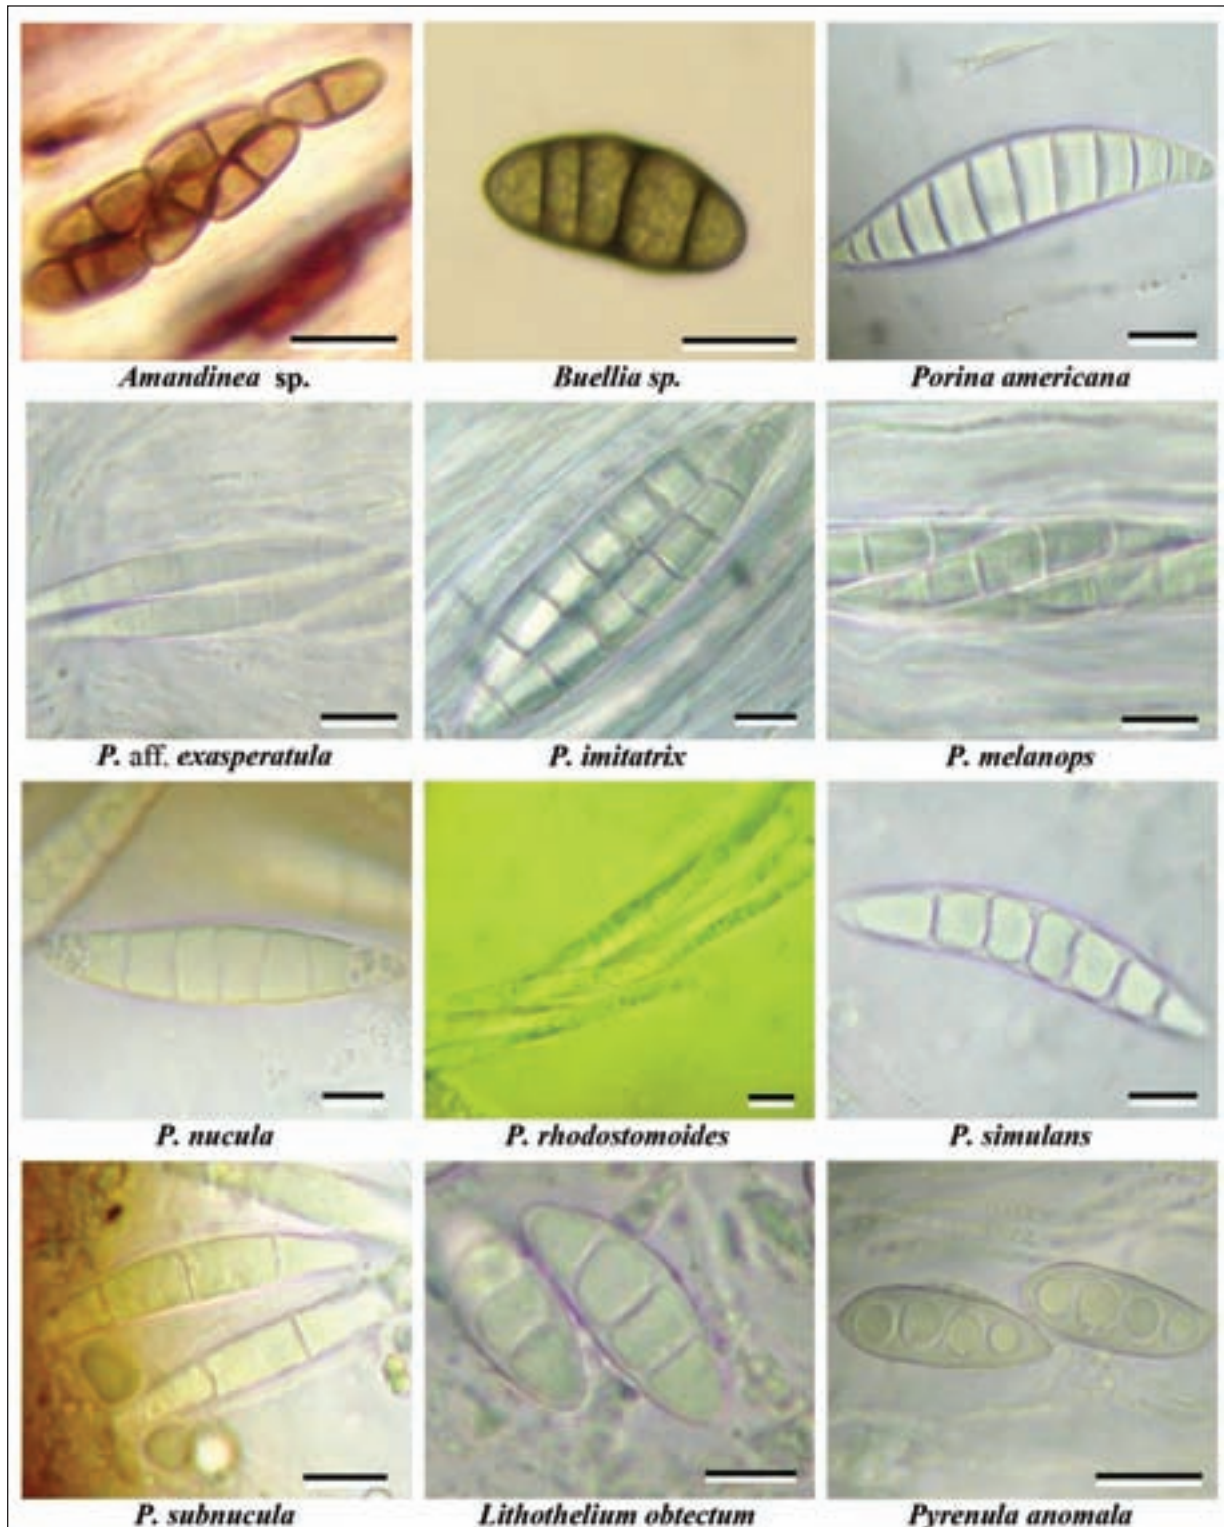 Amandinea sp. Buellia sp. Porina americana
P. aff. exasperatula P. imitatrix P. melanops
P. nucula P. rhodostomoides P. simulans
P. subnucula Lithothelium obtectum Pyrenula anomala